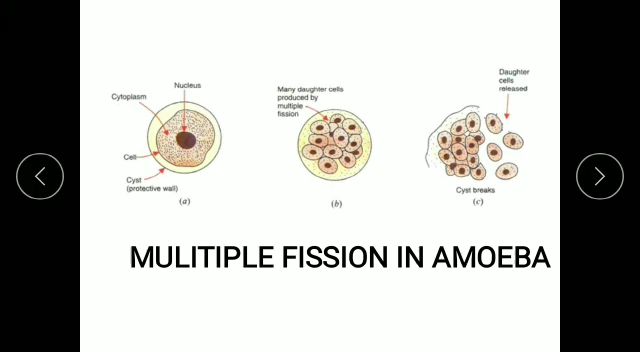 Nucleus
Cytoplasm
Cell
Cyst
(protective wall)
(a)
Many daughter cells
produced by
multiple
fission
(b)
Daughter
cells
released
Cyst breaks
(c)
MULITIPLE FISSION IN AMOEBA